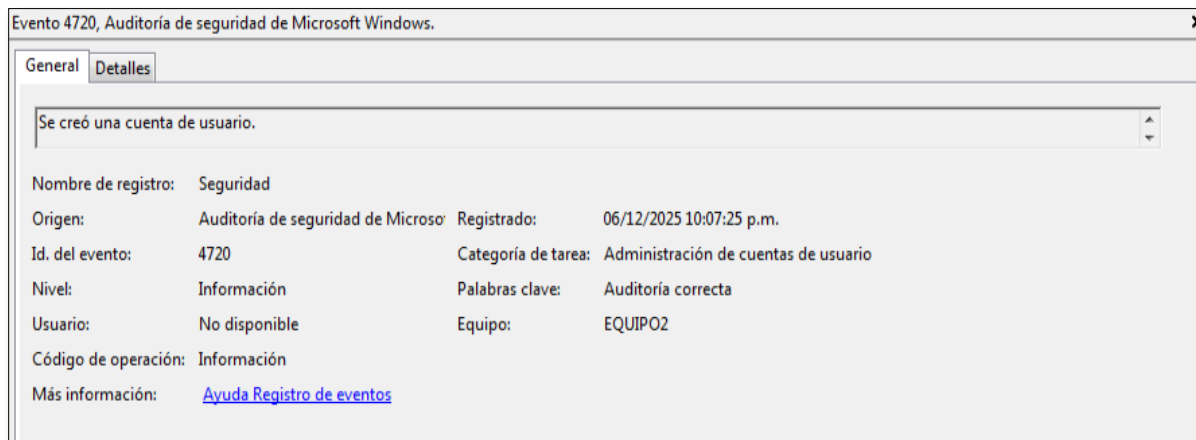 Evento 4720, Auditoría de seguridad de Microsoft Windows.
General Detalles
Se creó una cuenta de usuario.
Nombre de registro: Seguridad
Origen: Auditoría de seguridad de Microso Registrado: 06/12/2025 10:07:25 p.m.
Id. del evento: 4720 Categoría de tarea: Administración de cuentas de usuario
Nivel: Información Palabras clave: Auditoría correcta
Usuario: No disponible Equipo: EQUIPO2
Código de operación: Información
Más información: Ayuda Registro de eventos